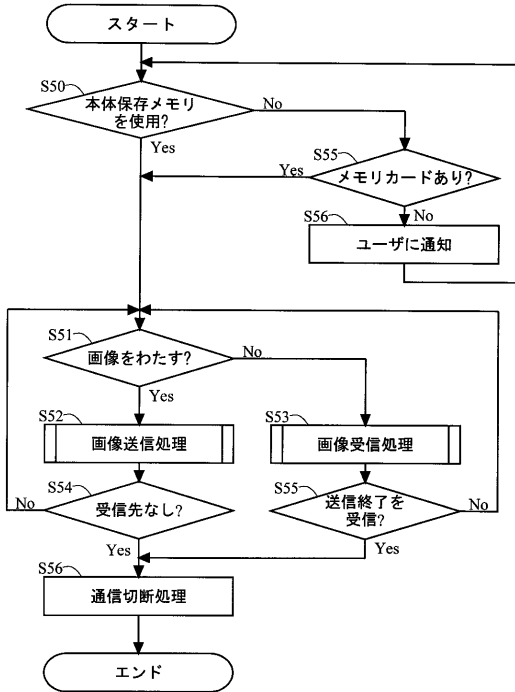 スタート
S50
本体保存メモリ
を使用?
No
Yes
S55
メモリカードあり?
Yes
No
S56
ユーザに通知
S51
画像をわたす?
No
Yes
S52
画像送信処理
S53
画像受信処理
S54
受信先なし?
No
Yes
S55
送信終了を
受信?
No
Yes
S56
通信切断処理
エンド